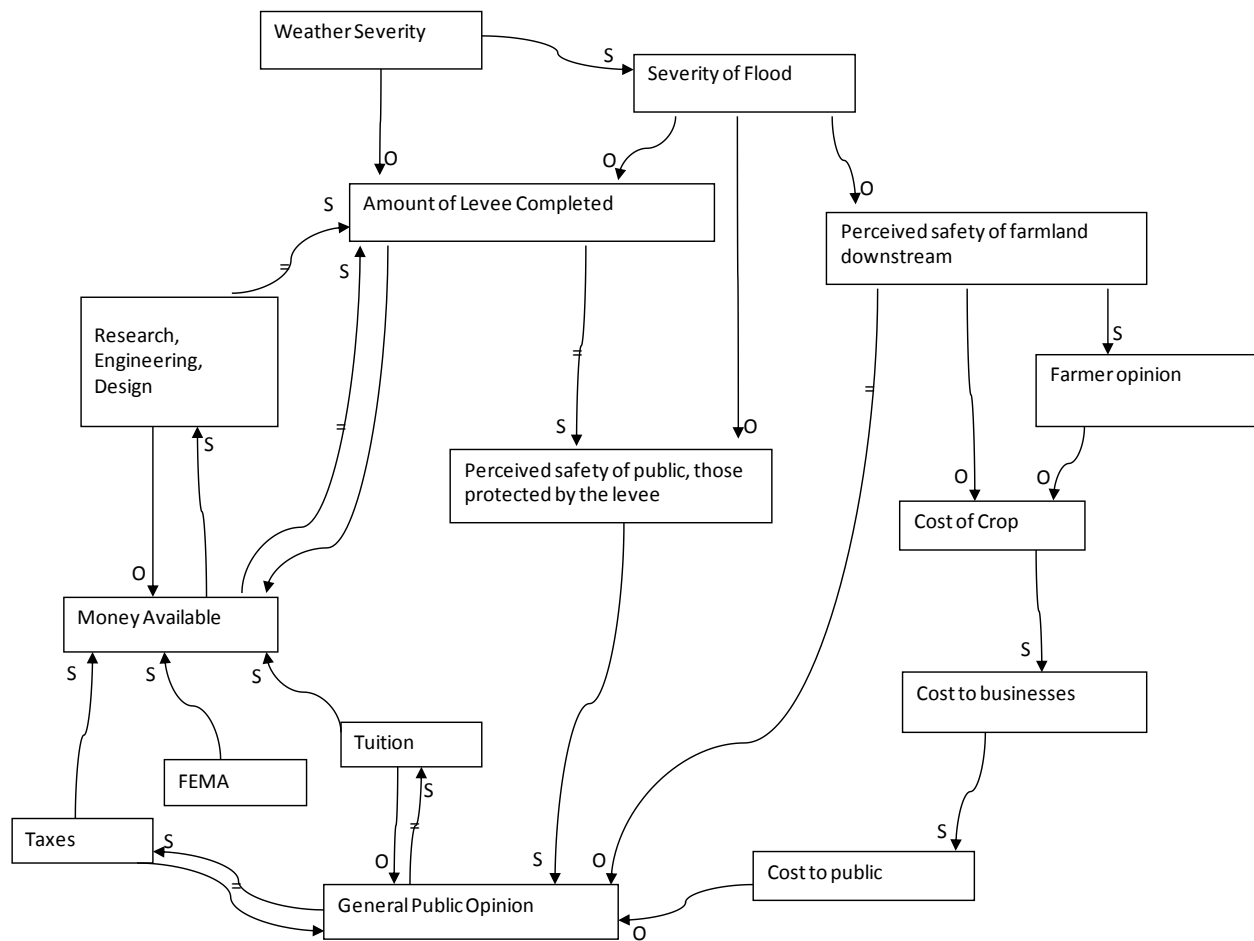 Weather Severity
S
Severity of Flood
O
O
O
S
Amount of Levee Completed
Perceived safety of farmland
downstream
=
S
Research,
Engineering,
Design
=
S
Farmer opinion
=
=
S
S
O
Perceived safety of public, those
protected by the levee
O
O
Cost of Crop
O
Money Available
S
S
S
S
Cost to businesses
Tuition
FEMA
S
Taxes
S
=
S
O
S
O
Cost to public
=
General Public Opinion
O